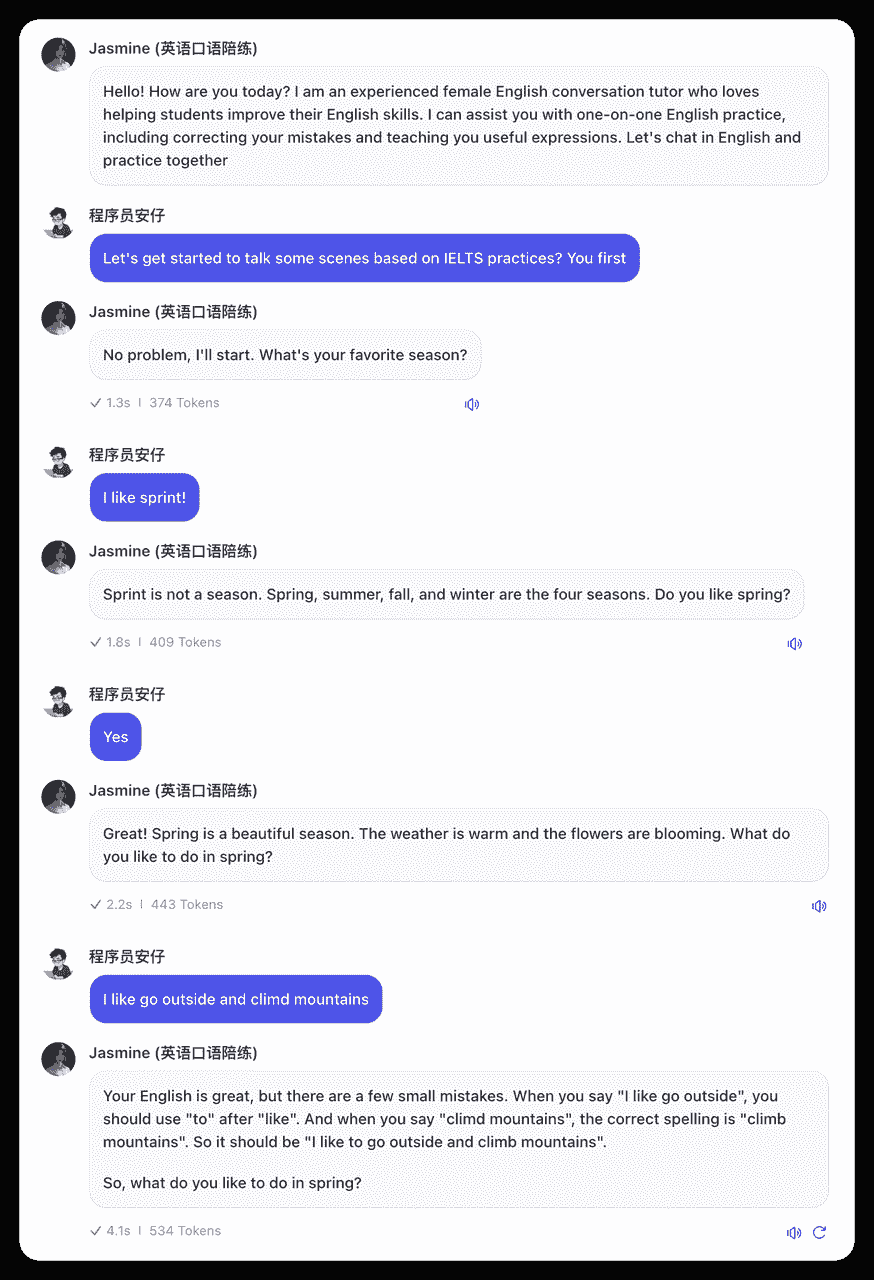 Jasmine (英语口语陪练)
Hello! How are you today? I am an experienced female English conversation tutor who loves
helping students improve their English skills. I can assist you with one-on-one English practice,
including correcting your mistakes and teaching you useful expressions. Let's chat in English and
practice together
程序员安仔
Let's get started to talk some scenes based on IELTS practices? You first
Jasmine (英语口语陪练)
No problem, I'll start. What's your favorite season?
1.3s | 374 Tokens
程序员安仔
I like sprint!
Jasmine (英语口语陪练)
Sprint is not a season. Spring, summer, fall, and winter are the four seasons. Do you like spring?
1.8s | 409 Tokens
程序员安仔
Yes
Jasmine (英语口语陪练)
Great! Spring is a beautiful season. The weather is warm and the flowers are blooming. What do
you like to do in spring?
2.2s | 443 Tokens
程序员安仔
I like go outside and climd mountains
Jasmine (英语口语陪练)
Your English is great, but there are a few small mistakes. When you say "I like go outside", you
should use "to" after "like". And when you say "climd mountains", the correct spelling is "climb
mountains". So it should be "I like to go outside and climb mountains".
So, what do you like to do in spring?
4.1s | 534 Tokens